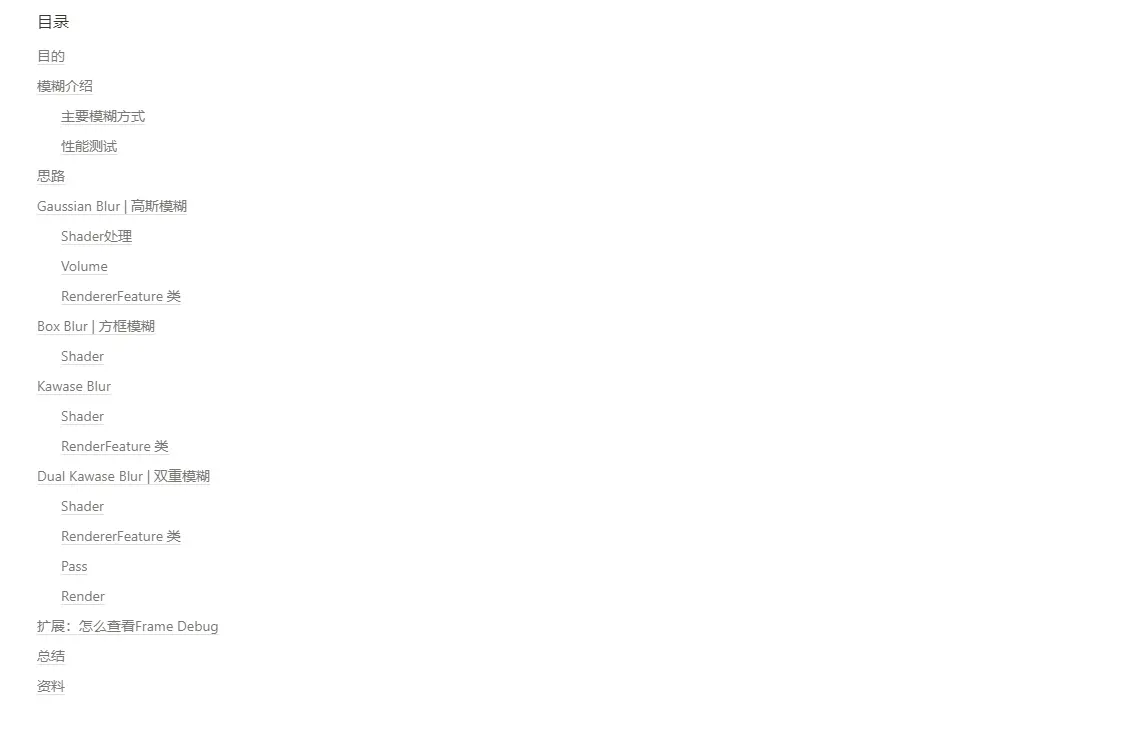 目录
目的
模糊介绍
主要模糊方式
性能测试
思路
Gaussian Blur | 高斯模糊
Shader处理
Volume
RendererFeature 类
Box Blur | 方框模糊
Shader
Kawase Blur
Shader
RenderFeature 类
Dual Kawase Blur | 双重模糊
Shader
RendererFeature 类
Pass
Render
扩展：怎么查看Frame Debug
总结
资料